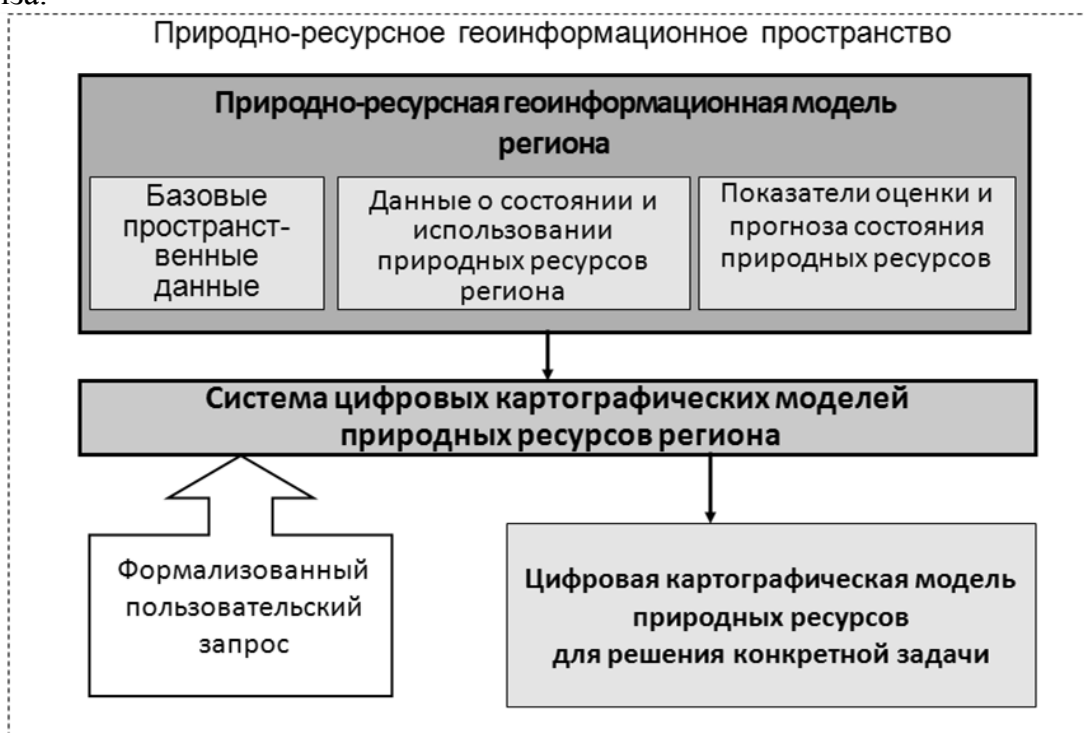 Природно-ресурсное геоинформационное пространство
Природно-ресурсная геоинформационная модель
региона
Базовые
пространст-
венные
данные
Данные о состоянии и
использовании
природных ресурсов
региона
Показатели оценки и
прогноза состояния
природных ресурсов
Система цифровых картографических моделей
природных ресурсов региона
Формализованный
пользовательский
запрос
Цифровая картографическая модель
природных ресурсов
для решения конкретной задачи